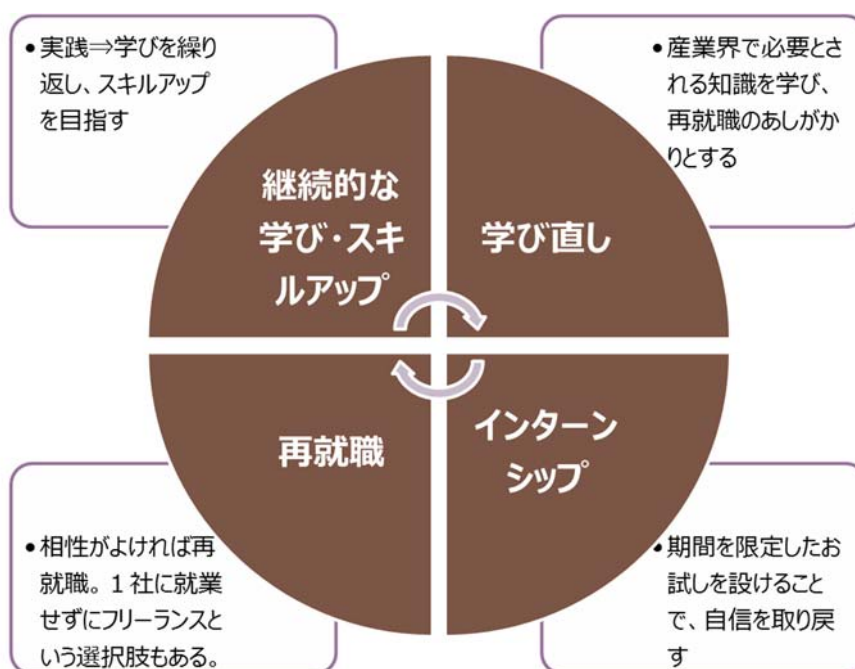 •実践⇒学びを繰り
返し、スキルアップ
を目指す
•産業界で必要とさ
れる知識を学び、
再就職のあしがか
りとする
継続的な
学び・スキ
ルアップ
学び直し
再就職
インターン
シップ
•相性がよければ再
就職。1社に就業
せずにフリーランスと
いう選択肢もある。
•期間を限定したお
試しを設けること
で、自信を取り戻
す